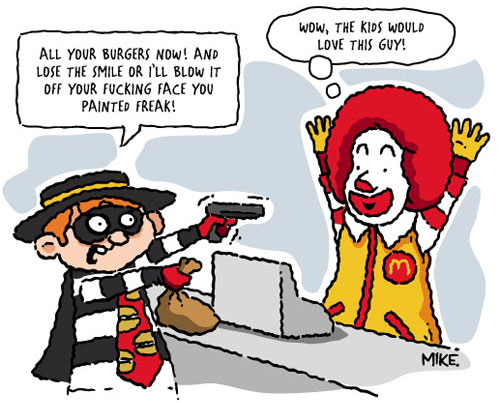 ALL YOUR BURGERS NOW! AND
LOSE THE SMILE OR I'LL BLOW IT
OFF YOUR FUCKING FACE YOU
PAINTED FREAK!
WOW, THE KIDS WOULD
LOVE THIS GUY!
M
MIKE.